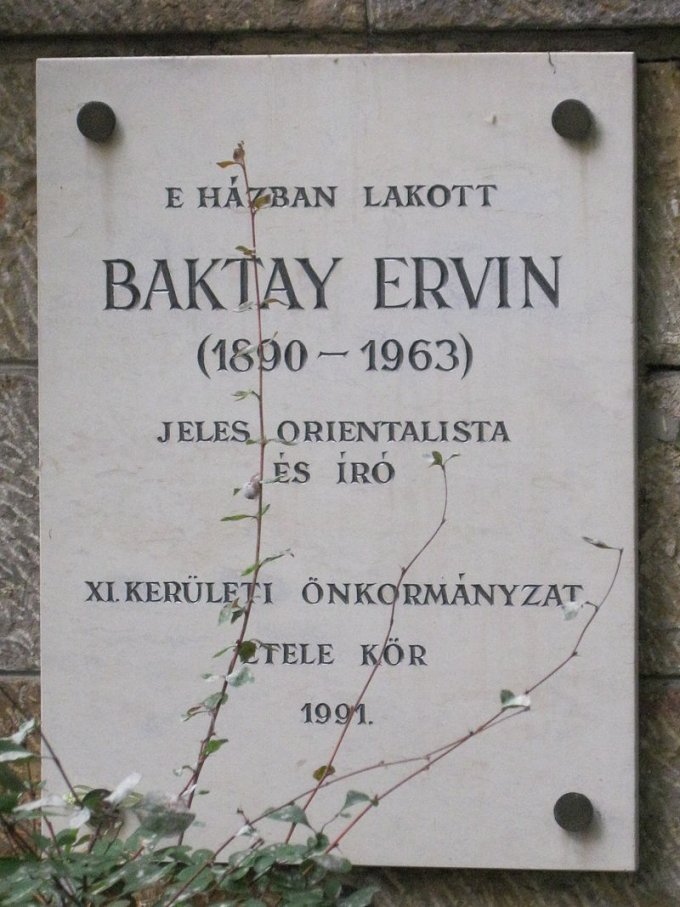 E HÁZBAN LAKOTT
BAKTAY ERVIN
(1890 – 1963)
JELES ORIENTALISTA
ÉS ÍRÓ
XI. KERÜLETI ÖNKORMÁNYZAT
ETELE KÖR
1991.